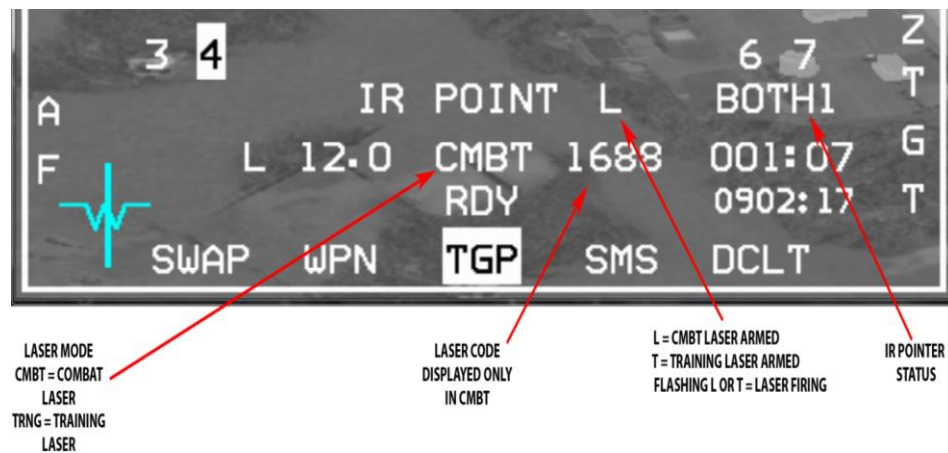 Z
3 4 6 7
T
IR POINT L BOTH1
A
G
L 12.0 CMBT 1688 001:07
F
RDY 0902:17 T
SWAP WPN TGP SMS DCLT
LASER MODE
CMBT = COMBAT
LASER
TRNG = TRAINING
LASER
LASER CODE
DISPLAYED ONLY
IN CMBT
L = CMBT LASER ARMED
T = TRAINING LASER ARMED
FLASHING L OR T = LASER FIRING
IR POINTER
STATUS